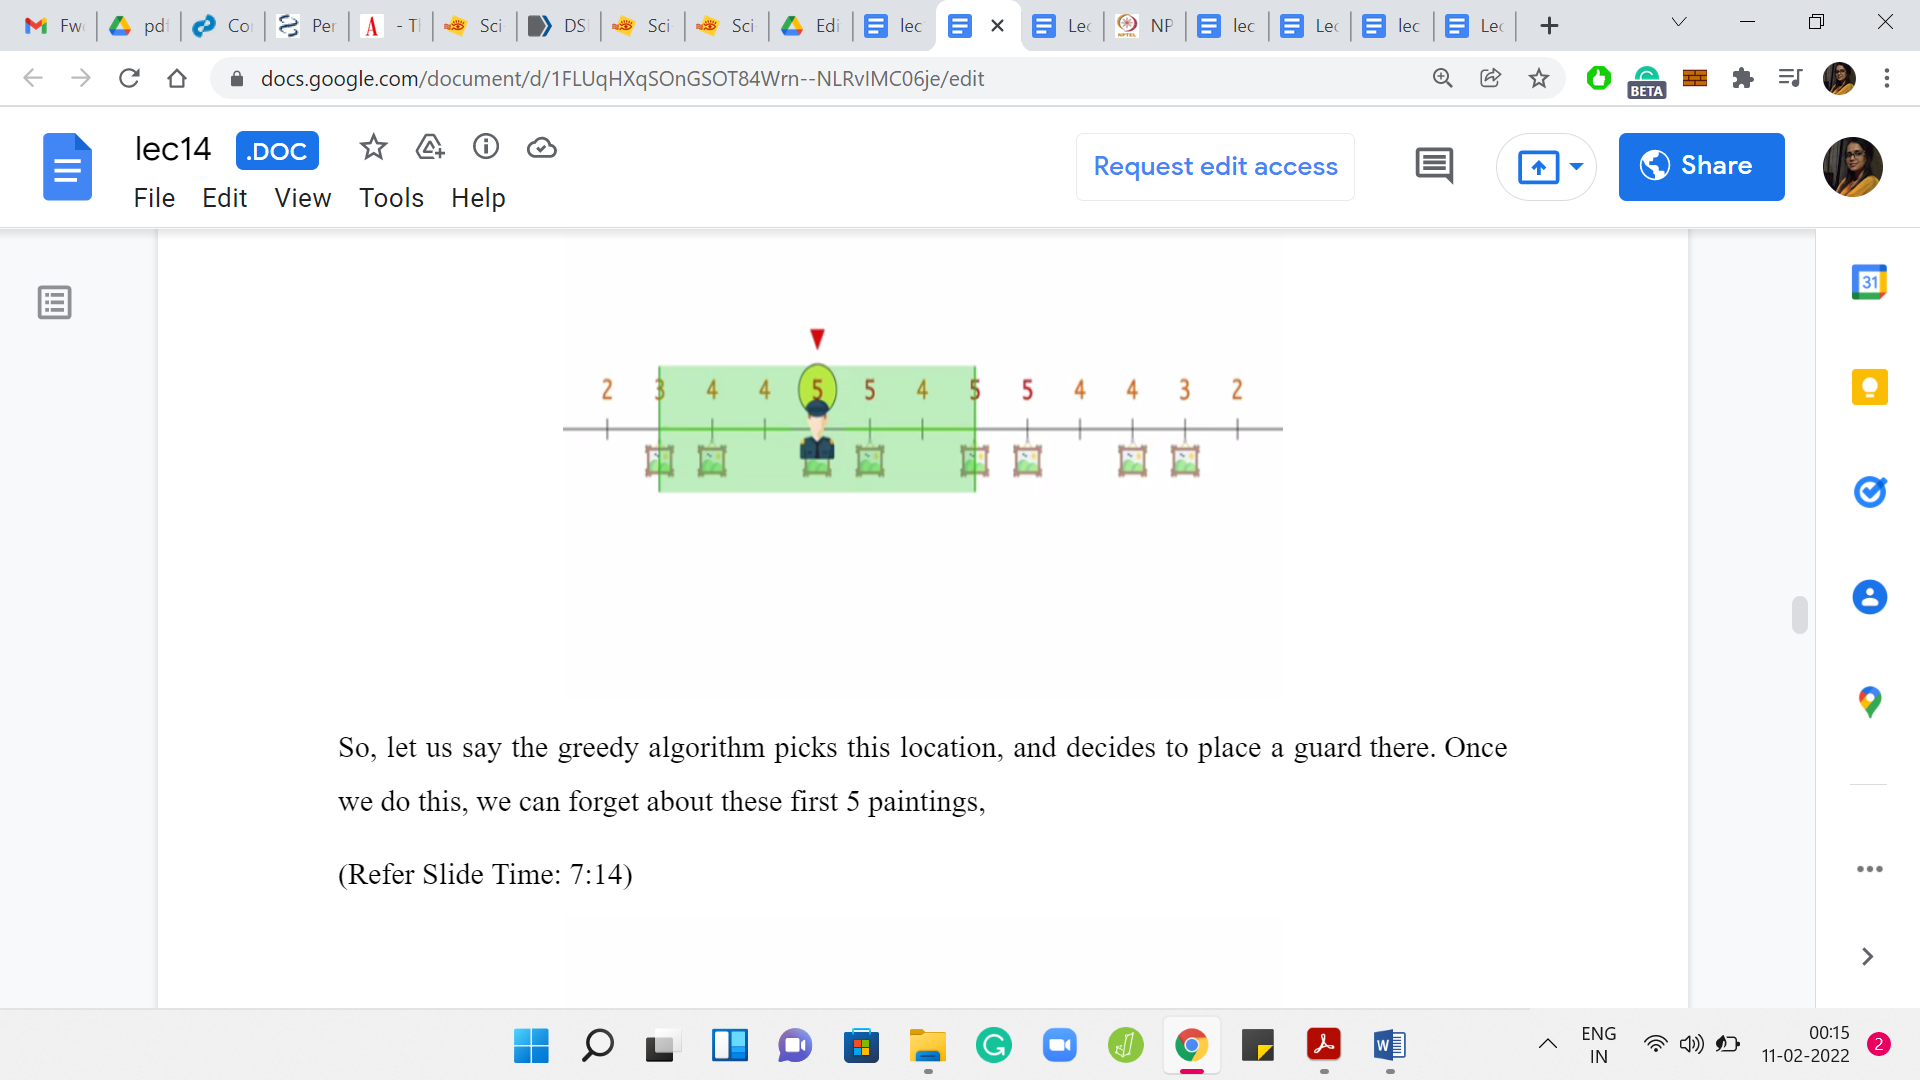 Fw
pdf
Co
Per
- Tl
Sci
DSI
Sci
Sci
Edi
lec
Lec
NP
lec
Lec
lec
Lec
docs.google.com/document/d/1FLUqHXqSOnGSOT84Wrn--NLRvIMC06je/edit
BETA
lec14 .DOC
File Edit View Tools Help
Request edit access
Share
31
2 3 4 4 5 5 4 5 5 4 4 3 2
So, let us say the greedy algorithm picks this location, and decides to place a guard there. Once
we do this, we can forget about these first 5 paintings,
(Refer Slide Time: 7:14)
ENG
IN
00:15
11-02-2022
2